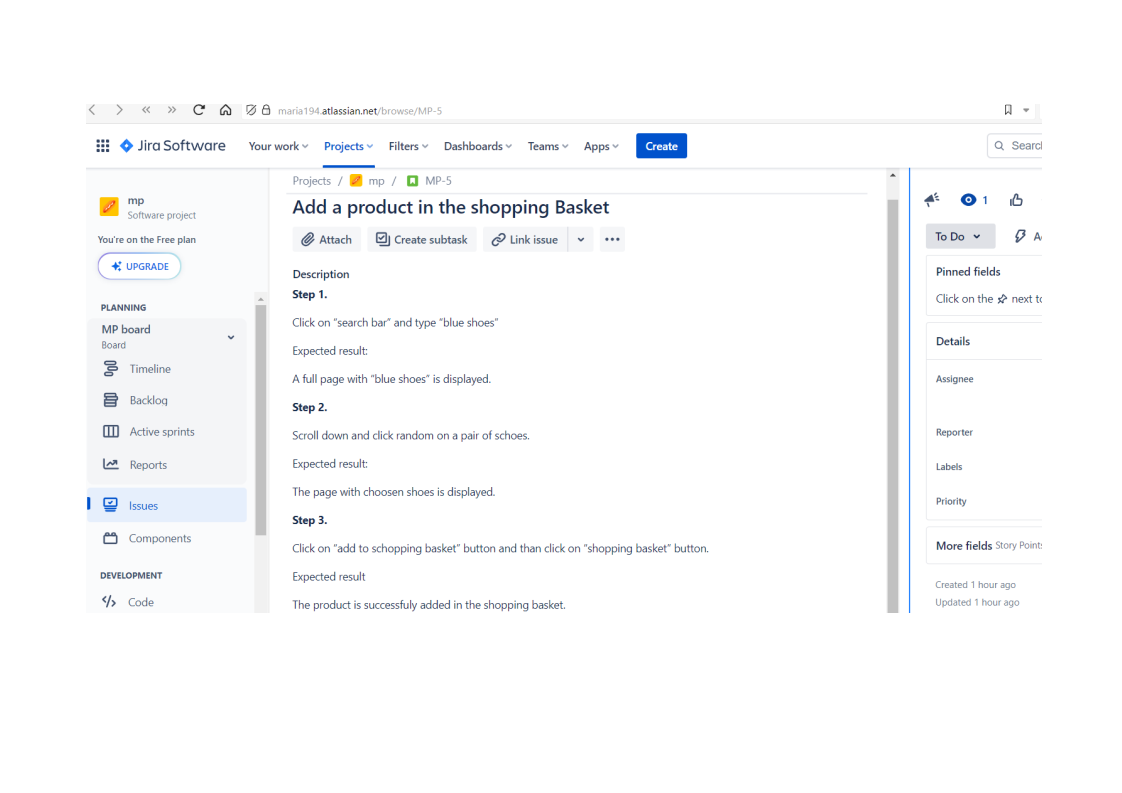 maria194.atlassian.net/browse/MP-5
Jira Software Your work Projects Filters Dashboards Teams Apps Create Search
Projects / mp / MP-5
mp
Software project
You're on the Free plan
UPGRADE
PLANNING
MP board
Board
Timeline
Backlog
Active sprints
Reports
Issues
Components
DEVELOPMENT
Code
Add a product in the shopping Basket
Attach Create subtask Link issue
Description
Step 1.
Click on “search bar” and type “blue shoes”
Expected result:
A full page with “blue shoes” is displayed.
Step 2.
Scroll down and click random on a pair of schoes.
Expected result:
The page with choosen shoes is displayed.
Step 3.
Click on “add to schopping basket” button and than click on “shopping basket” button.
Expected result
The product is successfuly added in the shopping basket.
1
To Do
Pinned fields
Click on the next to
Details
Assignee
Reporter
Labels
Priority
More fields Story Points
Created 1 hour ago
Updated 1 hour ago